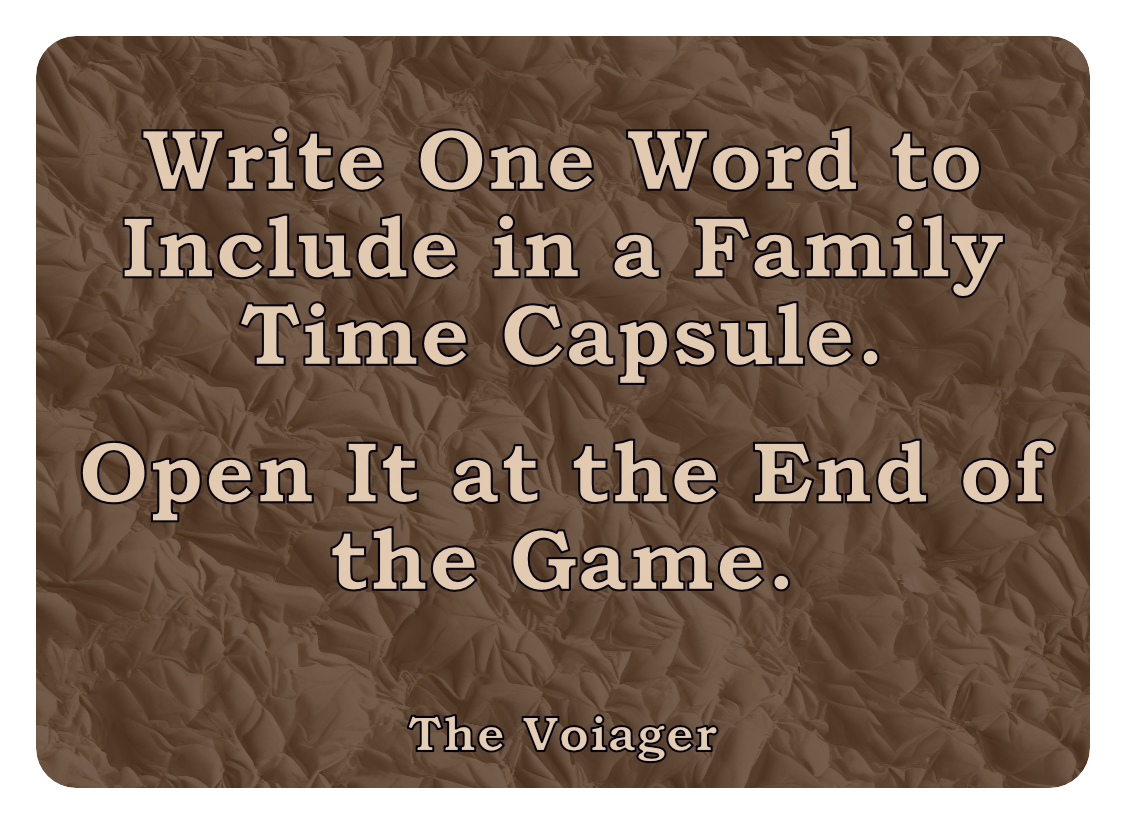 Write One Word to
Include in a Family
Time Capsule.
Open It at the End of
the Game.
The Voiager